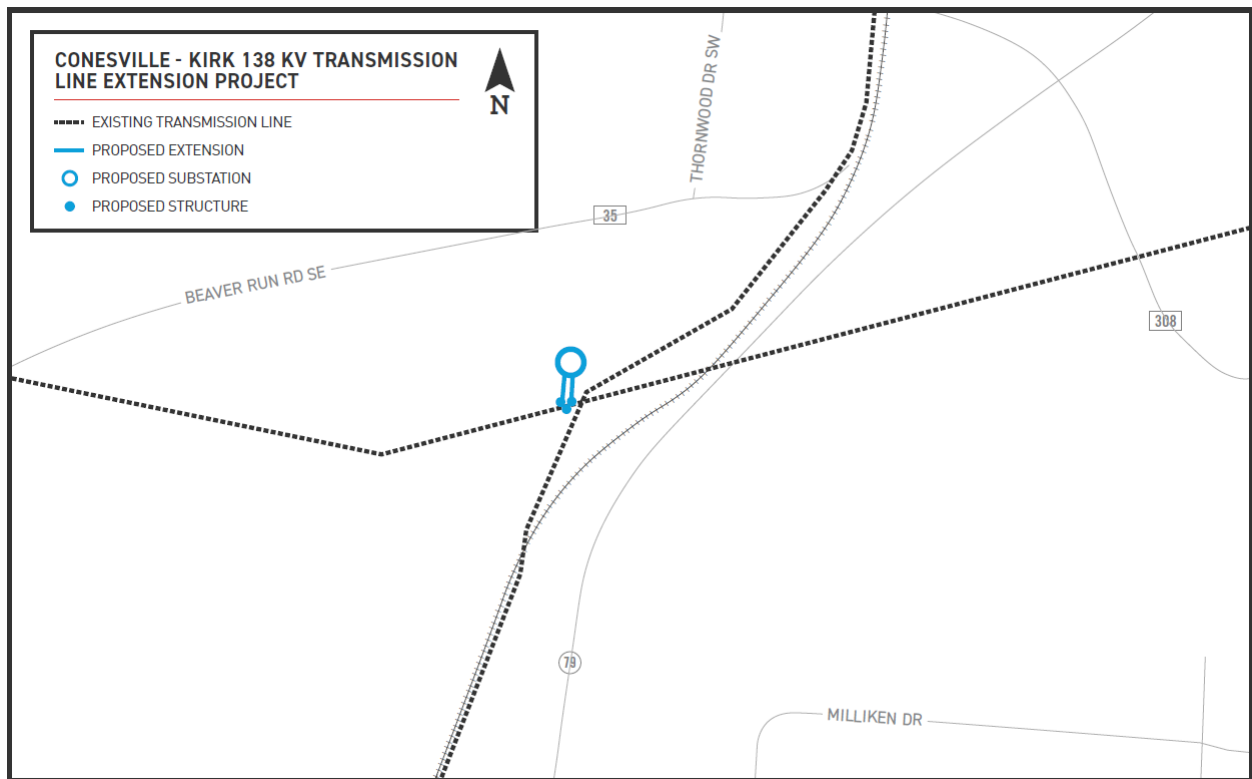 CONESVILLE - KIRK 138 KV TRANSMISSION
LINE EXTENSION PROJECT
N
EXISTING TRANSMISSION LINE
PROPOSED EXTENSION
PROPOSED SUBSTATION
PROPOSED STRUCTURE
THORNWOOD DR SW
35
BEAVER RUN RD SE
308
79
MILLIKEN DR